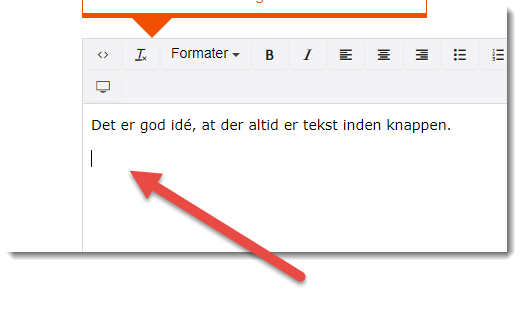 Formater B I
Det er god idé, at der altid er tekst inden knappen.